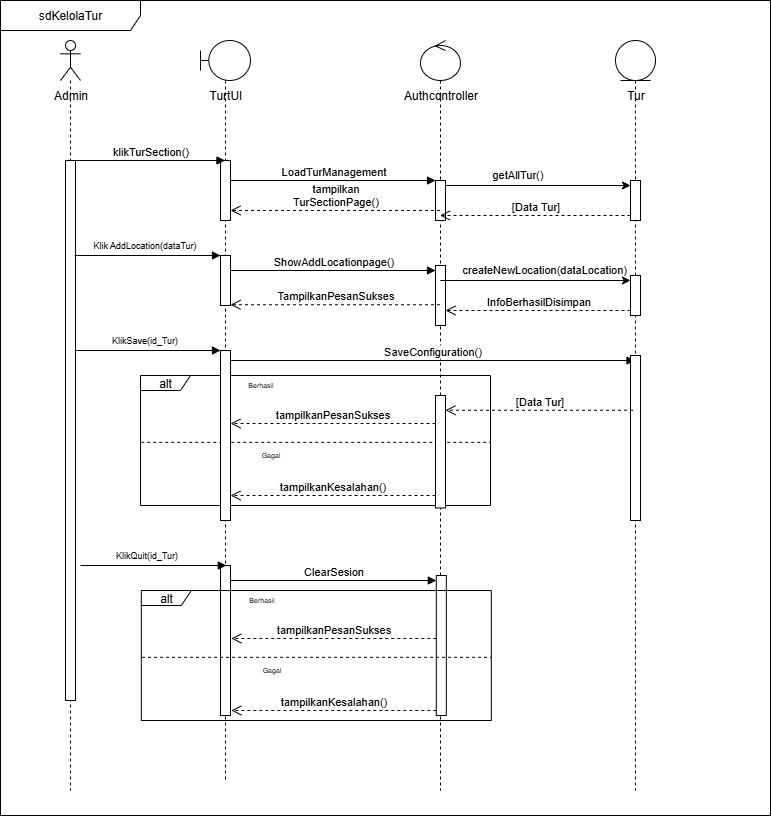 sdKelolaTur
Admin
TurtUI
Authcontroller
Tur
klikTurSection()
LoadTurManagement
getAllTur()
tampilkan
TurSectionPage()
[Data Tur]
Klik AddLocation(dataTur)
ShowAddLocationpage()
createNewLocation(dataLocation)
TampilkanPesanSukses
InfoBerhasilDisimpan
KlikSave(id_Tur)
SaveConfiguration()
alt
Berhasil
[Data Tur]
tampilkanPesanSukses
Gagal
tampilkanKesalahan()
KlikQuit(id_Tur)
ClearSesion
alt
Berhasil
tampilkanPesanSukses
Gagal
tampilkanKesalahan()